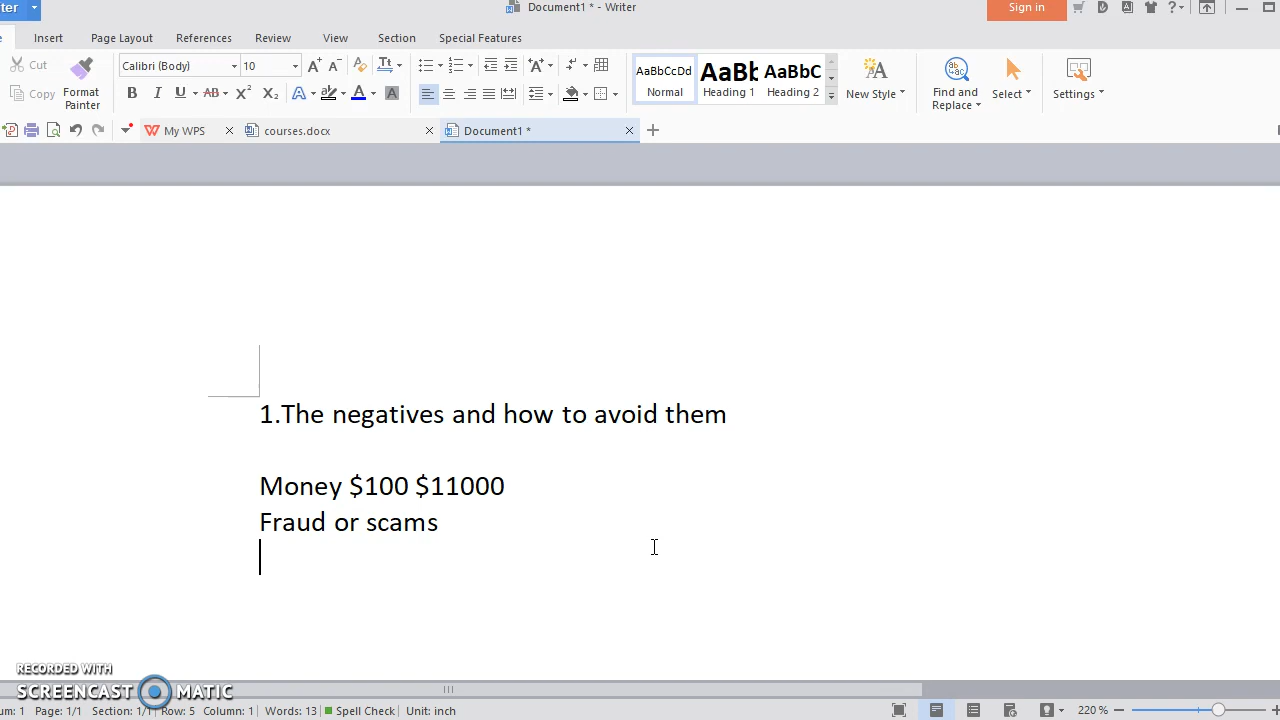 ter Document1 * - Writer Sign in
Insert Page Layout References Review View Section Special Features
Cut Copy Format Painter Calibri (Body) 10 AaBbCcDd Normal AaBb Heading 1 AaBbC Heading 2 New Style Find and Replace Select Settings
My WPS courses.docx Document1 *
1.The negatives and how to avoid them
Money $100 $11000
Fraud or scams
RECORDED WITH
SCREENCAST MATIC
um: 1 Page: 1/1 Section: 1/1 Row: 5 Column: 1 Words: 13 Spell Check Unit: inch 220 %